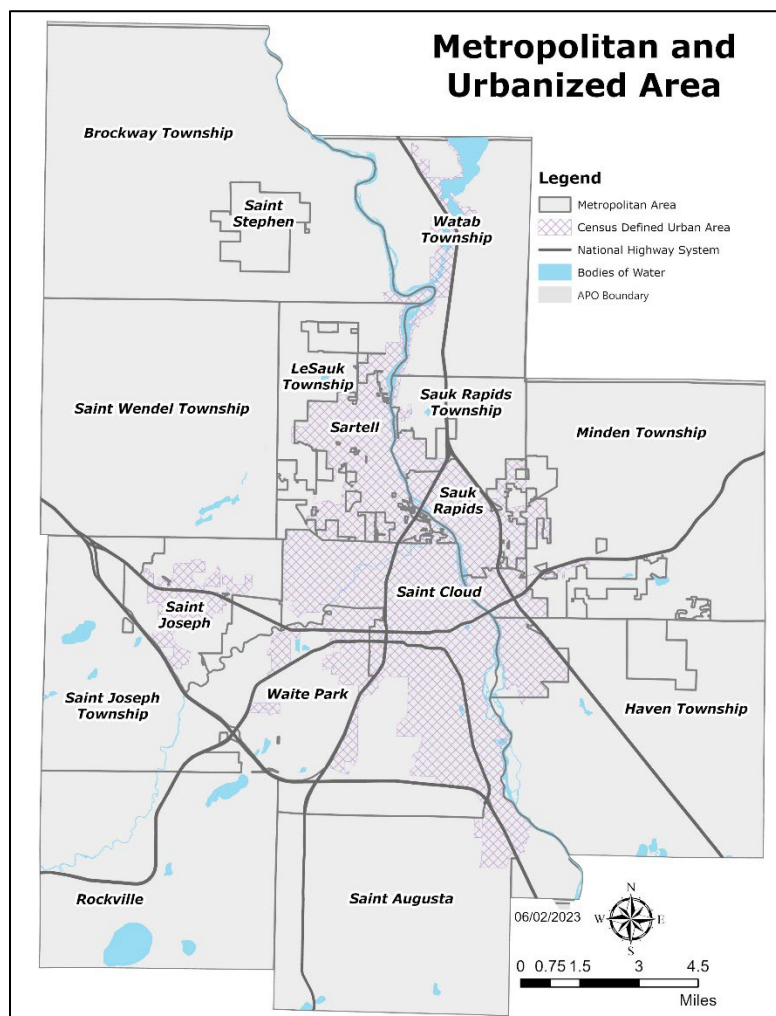 Metropolitan and
Urbanized Area
Brockway Township
Saint
Stephen
Watab
Township
Legend
Metropolitan Area
Census Defined Urban Area
National Highway System
Bodies of Water
APO Boundary
LeSauk
Township
Sauk Rapids
Township
Saint Wendel Township
Sartell
Minden Township
Sauk
Rapids
Saint Cloud
Saint
Joseph
Saint Joseph
Township
Waite Park
Haven Township
Rockville
Saint Augusta
06/02/2023
N
W
E
S
0 0.75 1.5 3 4.5
Miles